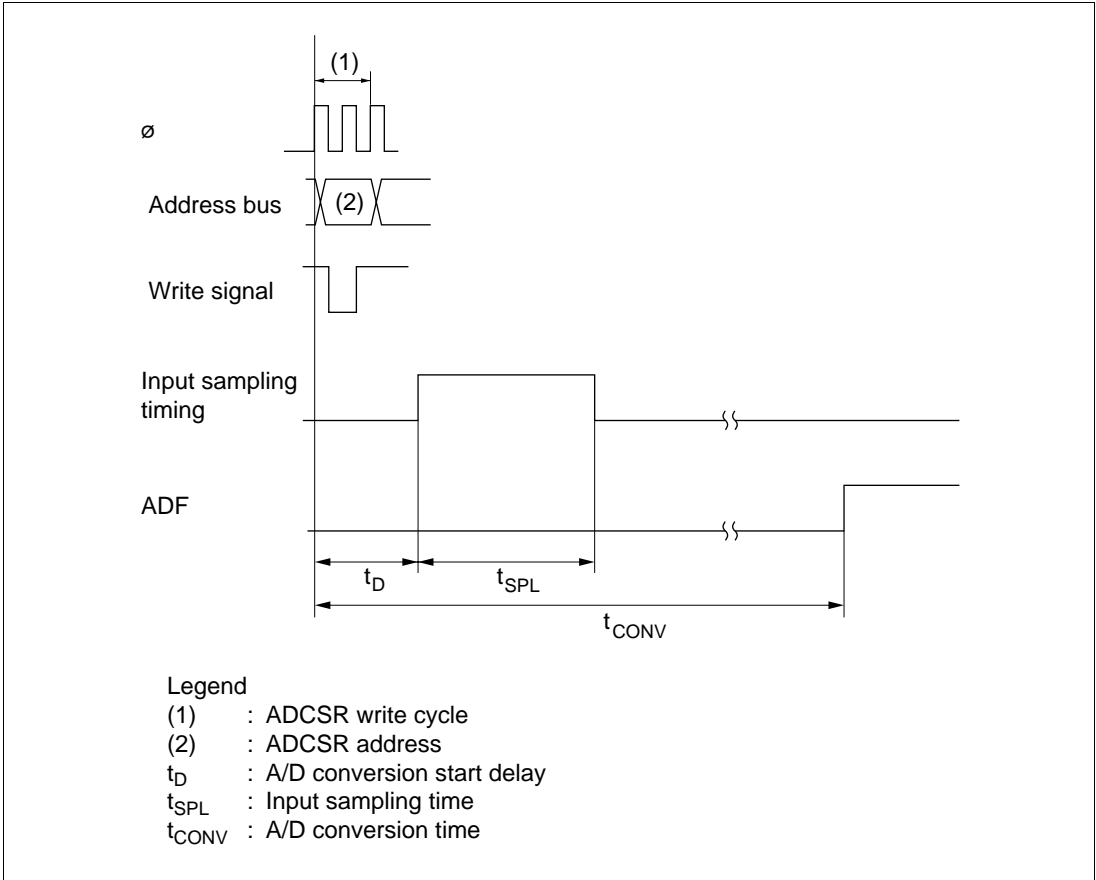 (1)
ø
Address bus
(2)
Write signal
Input sampling
timing
ADF
tD
tSPL
tCONV
Legend
(1) : ADCSR write cycle
(2) : ADCSR address
tD : A/D conversion start delay
tSPL : Input sampling time
tCONV : A/D conversion time